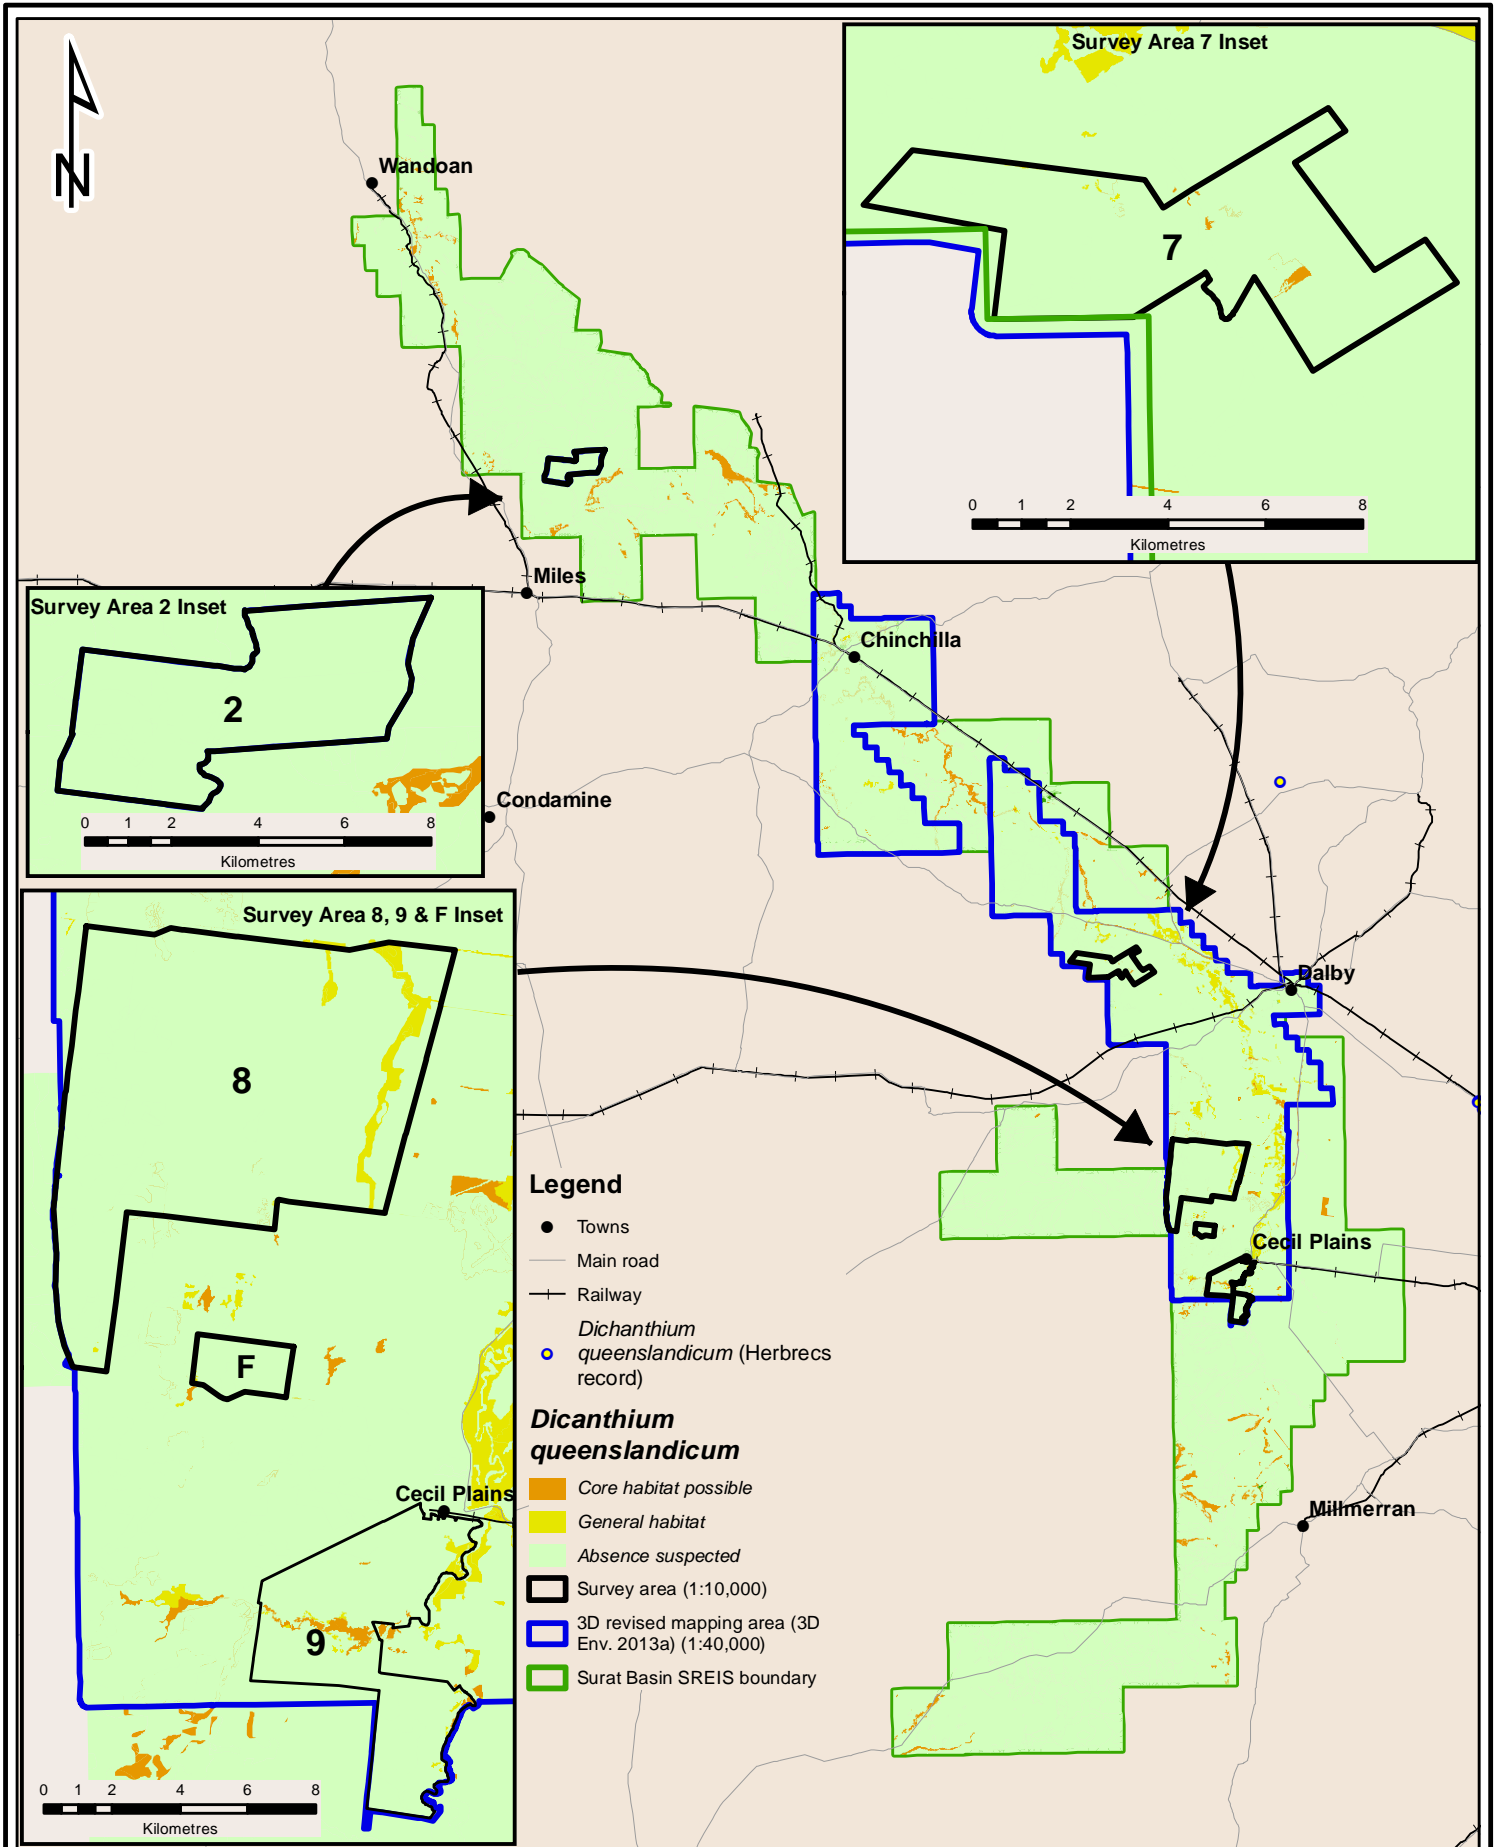 Survey Area 7 Inset
N
Wandoan
7
0 1 2 4 6 8
Kilometres
Miles
Survey Area 2 Inset
2
0 1 2 4 6 8
Kilometres
Chinchilla
Condamine
Survey Area 8, 9 & F Inset
8
F
Cecil Plains
9
0 1 2 4 6 8
Kilometres
Dalby
Cecil Plains
Millmerran
Legend
Towns
Main road
Railway
Dichanthium
queenslandicum (Herbrecs
record)
Dicanthium
queenslandicum
Core habitat possible
General habitat
Absence suspected
Survey area (1:10,000)
3D revised mapping area (3D
Env. 2013a) (1:40,000)
Surat Basin SREIS boundary